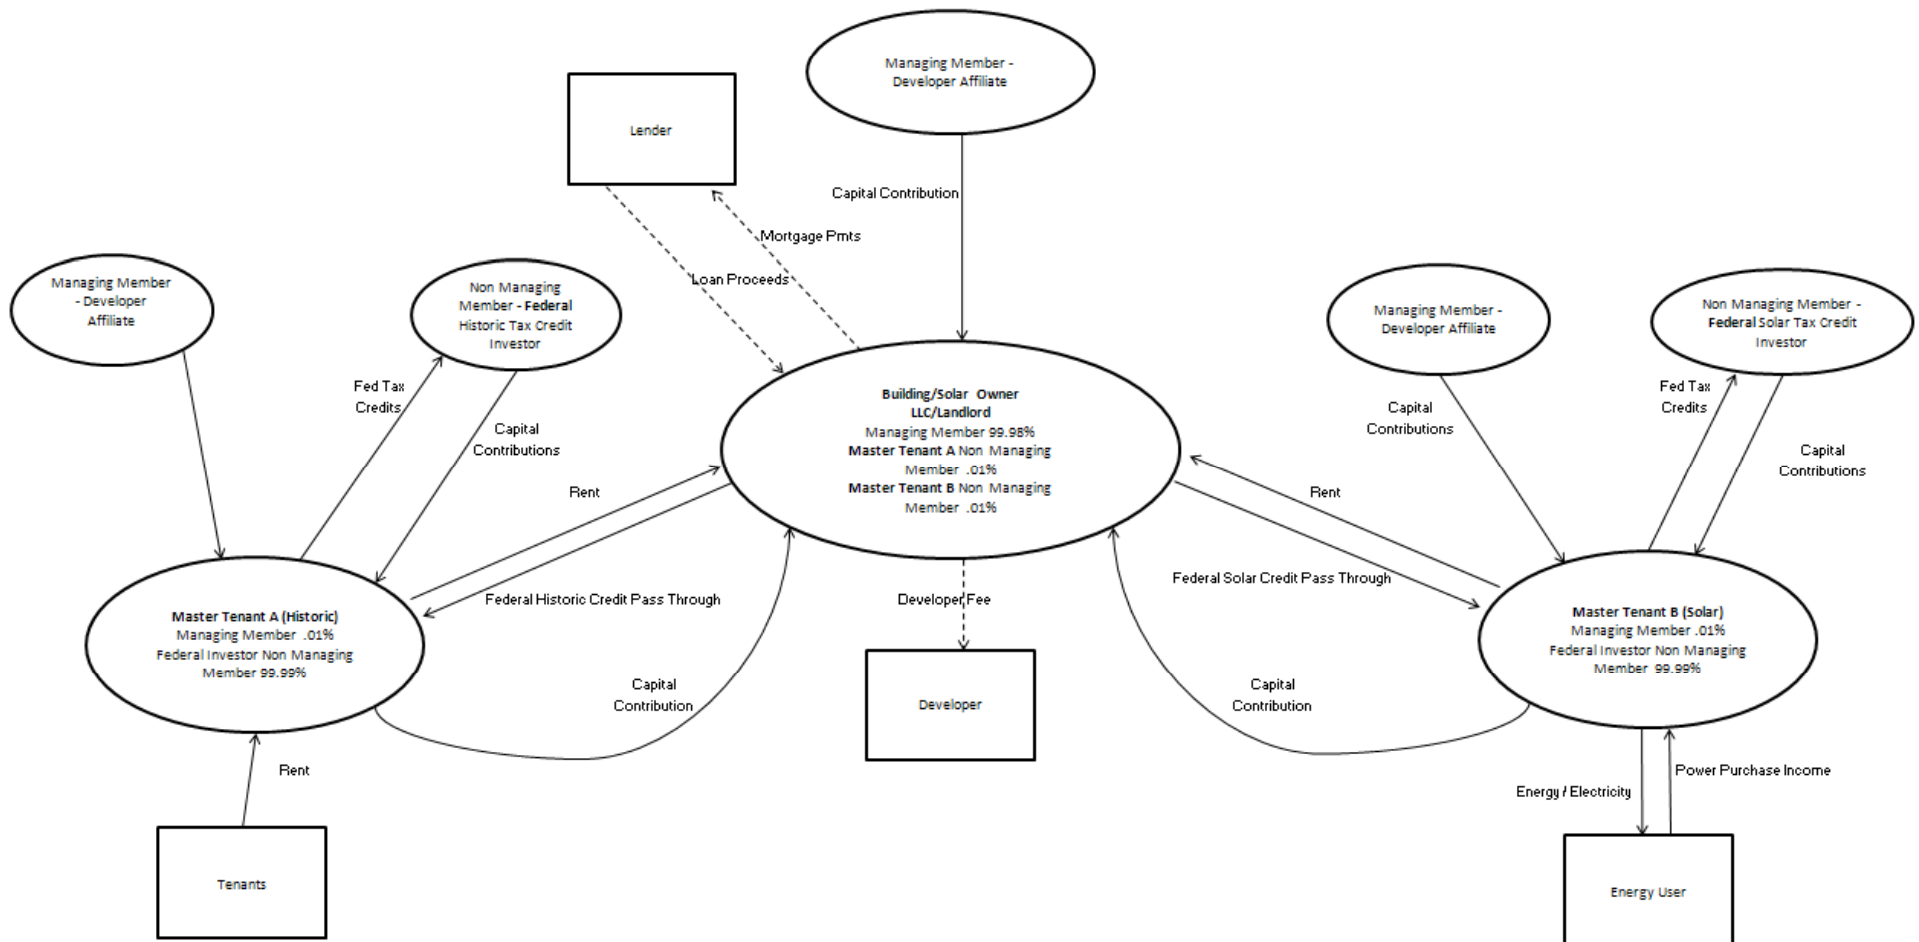 Managing Member -
Developer Affiliate
Lender
Capital Contribution
Mortgage Pmts
Loan Proceeds
Managing Member
- Developer
Affiliate
Non Managing
Member - Federal
Historic Tax Credit
Investor
Managing Member -
Developer Affiliate
Non Managing Member -
Federal Solar Tax Credit
Investor
Fed Tax
Credits
Capital
Contributions
Building/Solar Owner
LLC/Landlord
Managing Member 99.98%
Master Tenant A Non Managing
Member .01%
Master Tenant B Non Managing
Member .01%
Capital
Contributions
Fed Tax
Credits
Capital
Contributions
Rent
Rent
Federal Historic Credit Pass Through
Developer Fee
Federal Solar Credit Pass Through
Master Tenant A (Historic)
Managing Member .01%
Federal Investor Non Managing
Member 99.99%
Master Tenant B (Solar)
Managing Member .01%
Federal Investor Non Managing
Member 99.99%
Capital
Contribution
Developer
Capital
Contribution
Rent
Power Purchase Income
Energy / Electricity
Tenants
Energy User